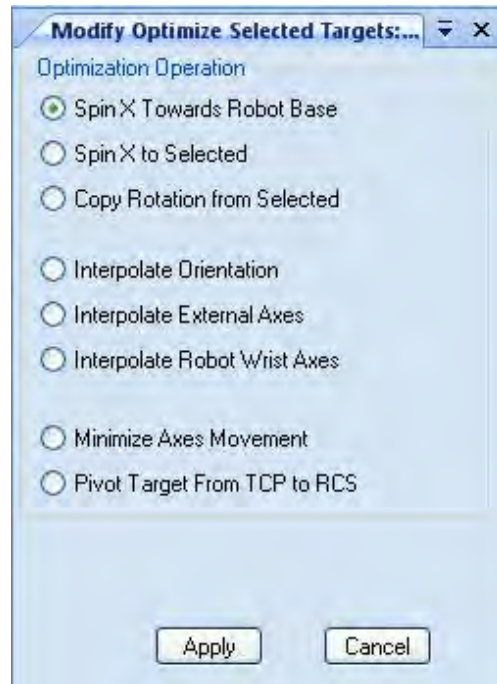 Modify Optimize Selected Targets:...
Optimization Operation
Spin X Towards Robot Base
Spin X to Selected
Copy Rotation from Selected
Interpolate Orientation
Interpolate External Axes
Interpolate Robot Wrist Axes
Minimize Axes Movement
Pivot Target From TCP to RCS
Apply Cancel